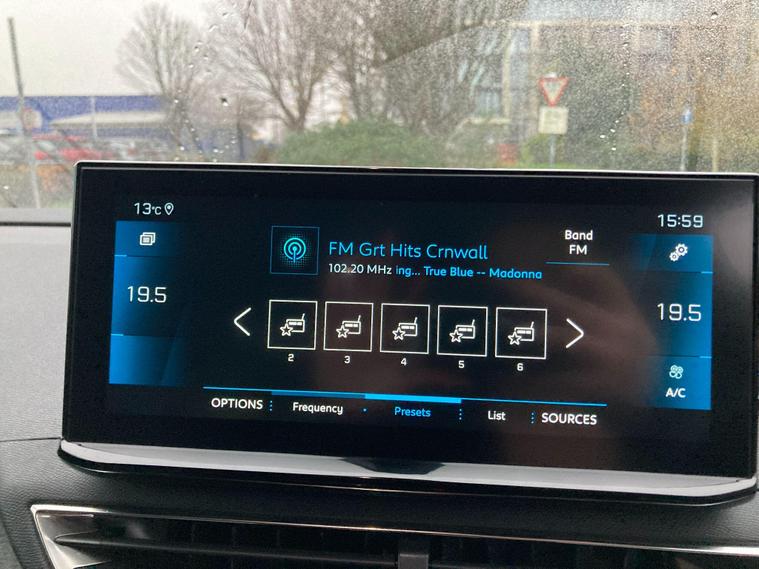 13°C
15:59
FM Grt Hits Crnwall
Band
FM
102.20 MHz ing... True Blue -- Madonna
19.5
19.5
2 3 4 5 6
A/C
OPTIONS Frequency Presets List SOURCES